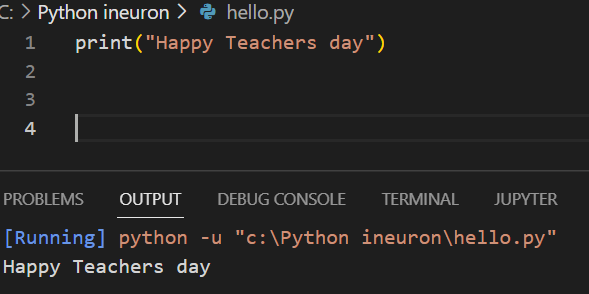 C: > Python ineuron > hello.py
1 print("Happy Teachers day")
2
3
4
PROBLEMS OUTPUT DEBUG CONSOLE TERMINAL JUPYTER
[Running] python -u "c:\Python ineuron\hello.py"
Happy Teachers day